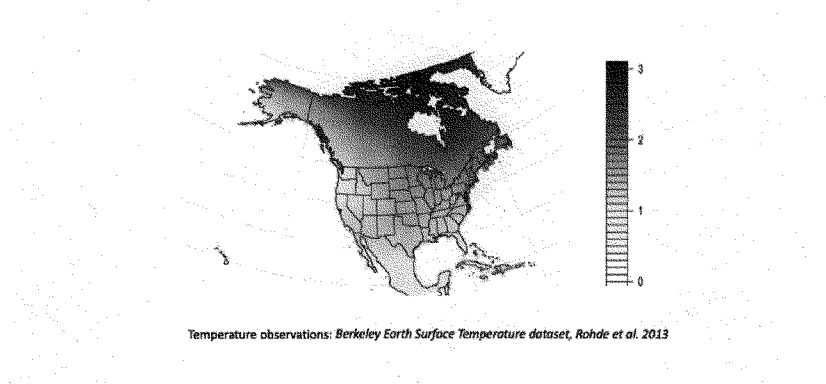 3
2
1
0
Temperature observations: Berkeley Earth Surface Temperature dataset, Rohde et al. 2013